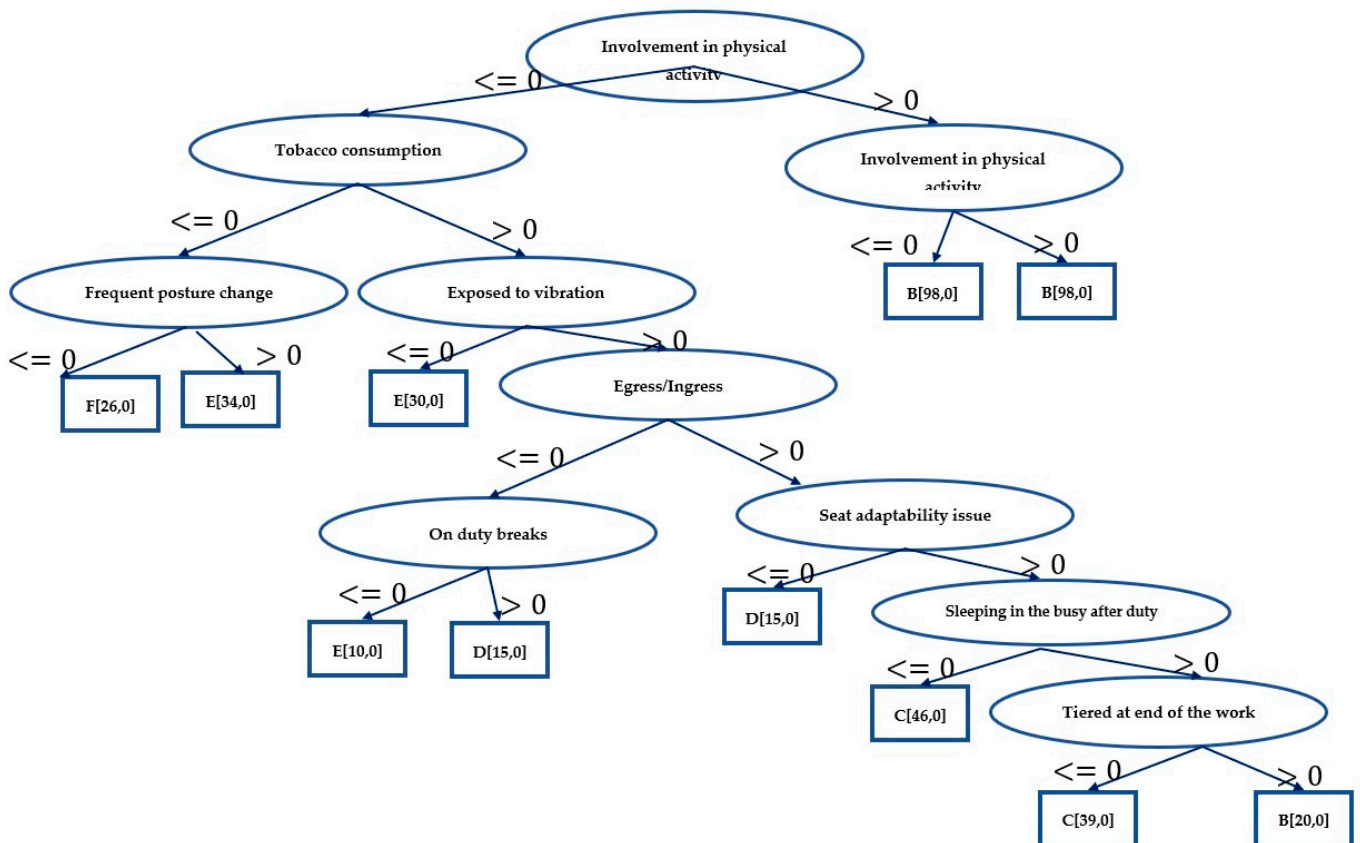 Involvement in physical
activity
<= 0
> 0
Tobacco consumption
Involvement in physical
activity
<= 0
> 0
<= 0
> 0
Frequent posture change
Exposed to vibration
B[98,0]
B[98,0]
<= 0
> 0
<= 0
> 0
F[26,0]
E[34,0]
E[30,0]
Egress/Ingress
<= 0
> 0
On duty breaks
Seat adaptability issue
<= 0
> 0
<= 0
> 0
E[10,0]
D[15,0]
D[15,0]
Sleeping in the busy after duty
<= 0
> 0
C[46,0]
Tiered at end of the work
<= 0
> 0
C[39,0]
B[20,0]